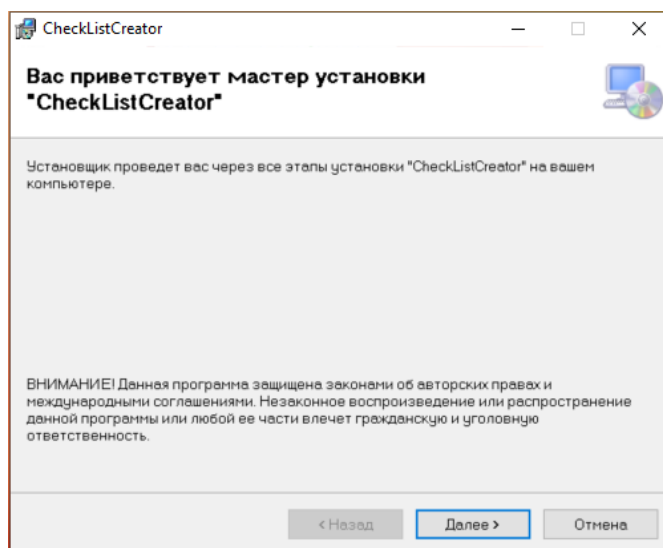 CheckListCreator
Вас приветствует мастер установки
"CheckListCreator"
Установщик проведет вас через все этапы установки "CheckListCreator" на вашем
компьютере.
ВНИМАНИЕ! Данная программа защищена законами об авторских правах и
международными соглашениями. Незаконное воспроизведение или распространение
данной программы или любой ее части влечет гражданскую и уголовную
ответственность.
< Назад Далее > Отмена